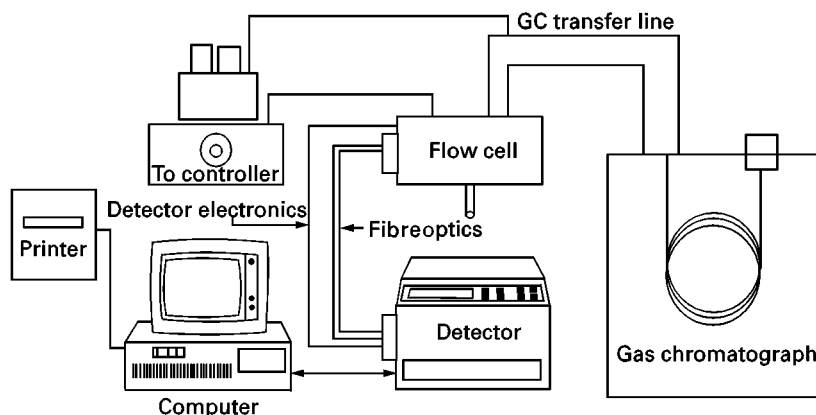 GC transfer line
Flow cell
To controller
Detector electronics
Fibreoptics
Printer
Detector
Gas chromatograph
Computer